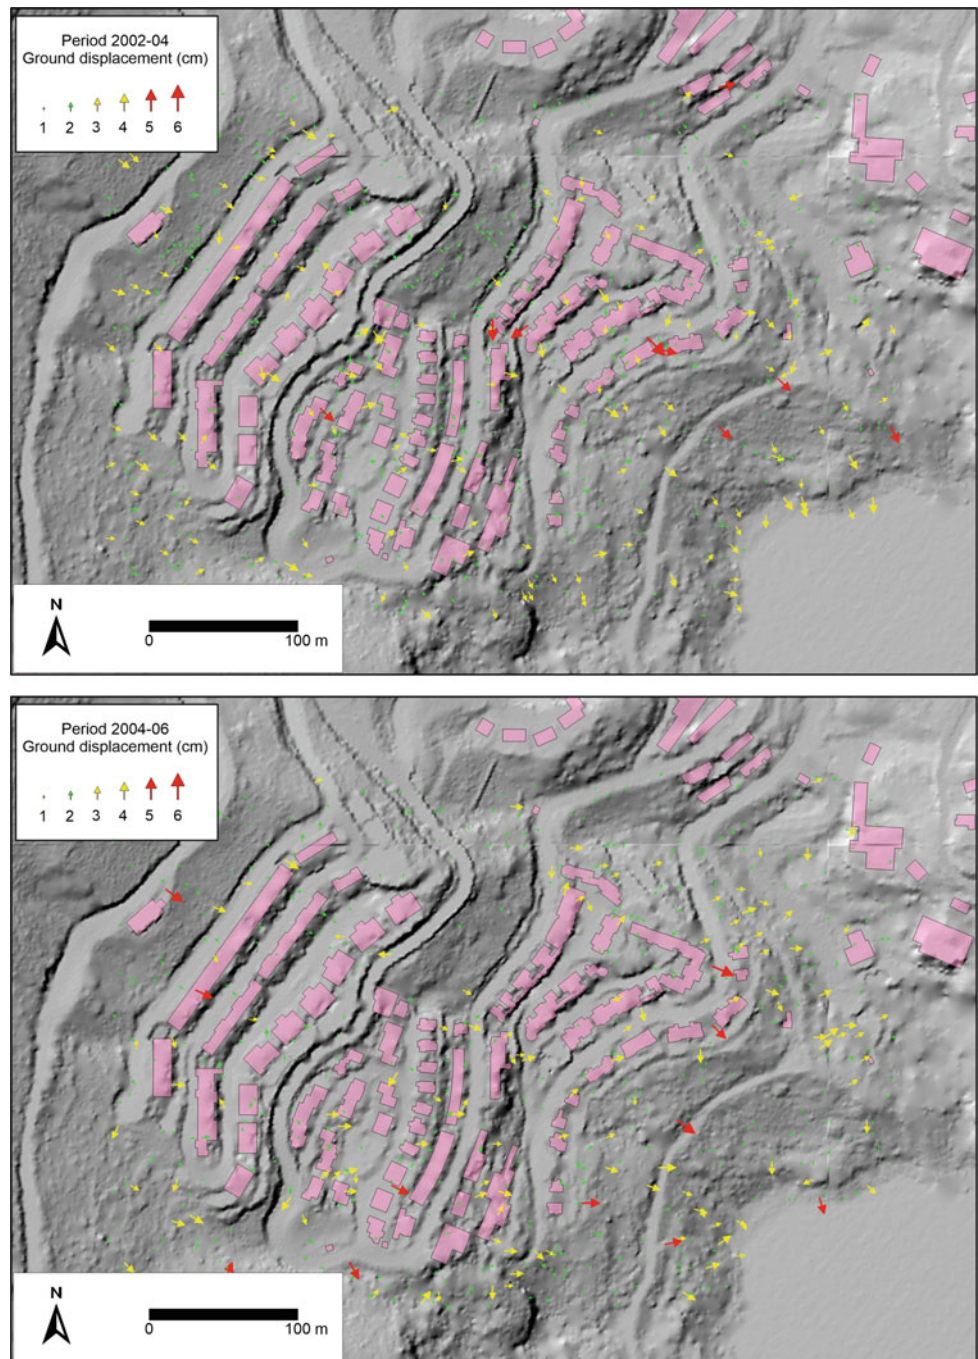 Period 2002-04
Ground displacement (cm)
1 2 3 4 5 6
N
0 100 m
Period 2004-06
Ground displacement (cm)
1 2 3 4 5 6
N
0 100 m